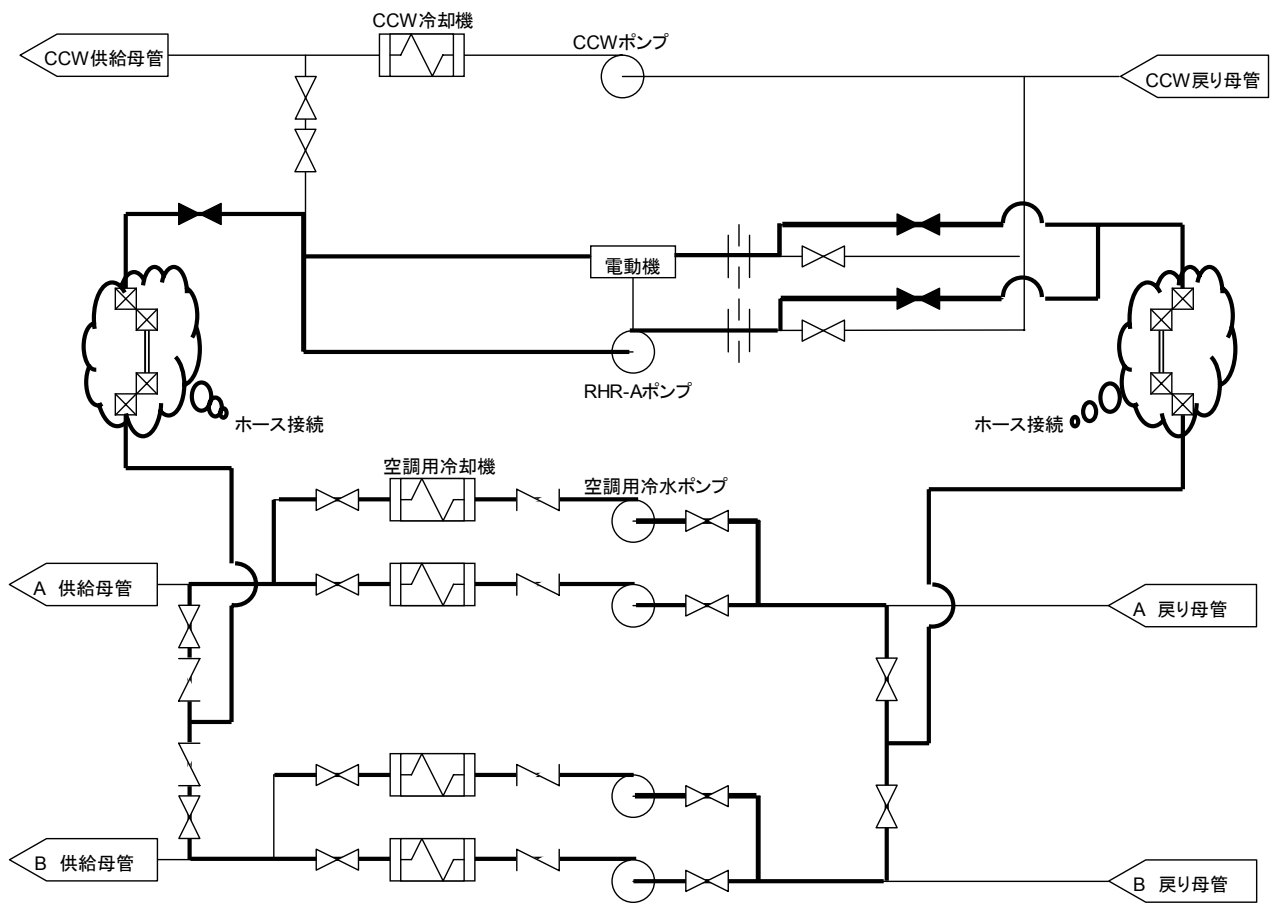 CCW冷却機
CCWポンプ
CCW供給母管
CCW戻り母管
電動機
RHR-Aポンプ
ホース接続
ホース接続
空調用冷却機
空調用冷水ポンプ
A 供給母管
A 戻り母管
B 供給母管
B 戻り母管